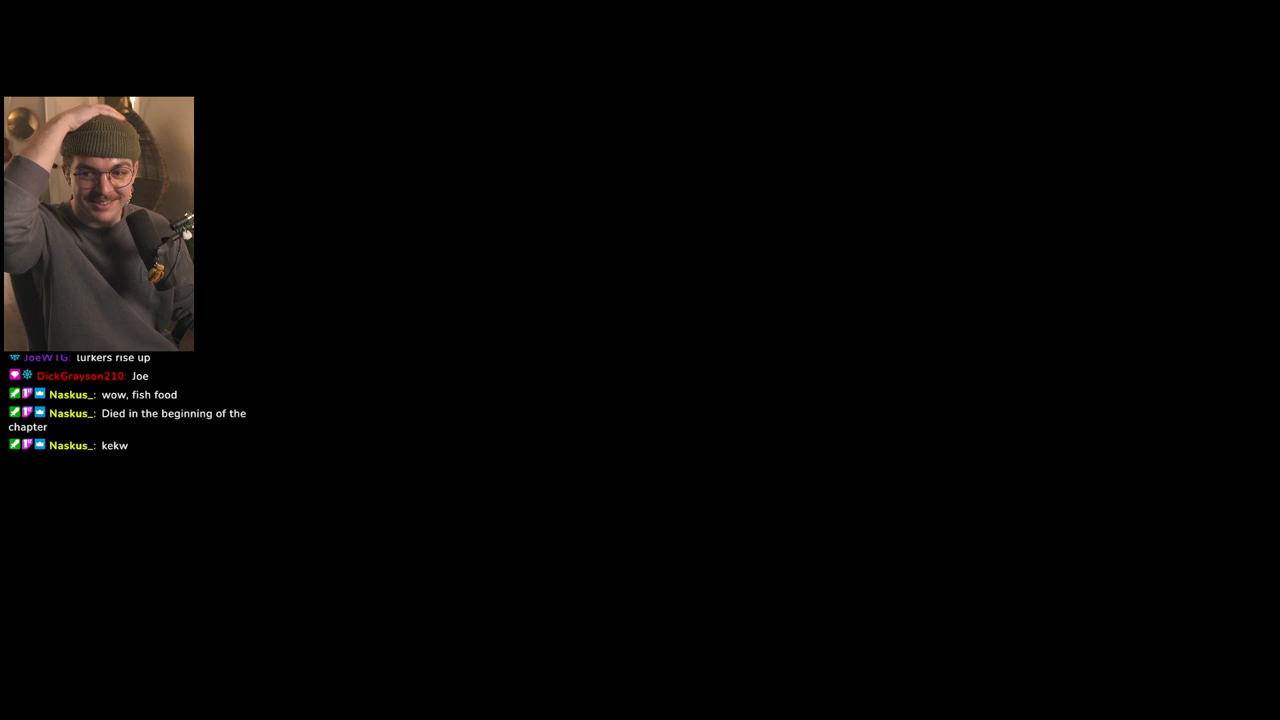 JoeWTG: lurkers rise up
DickGrayson210: Joe
Naskus_: wow, fish food
Naskus_: Died in the beginning of the
chapter
Naskus_: kekw